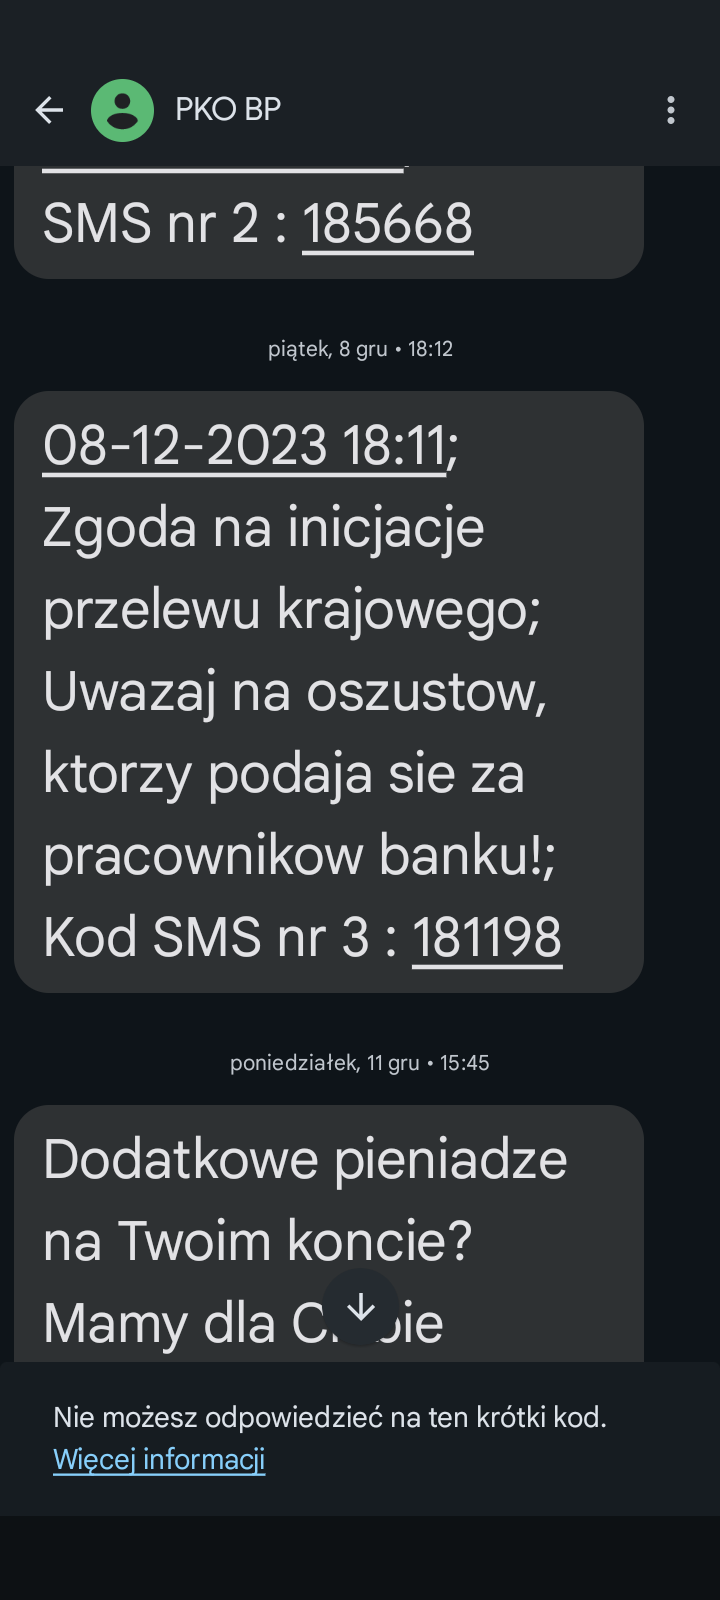 PKO BP
SMS nr 2 : 185668
piątek, 8 gru • 18:12
08-12-2023 18:11;
Zgoda na inicjacje
przelewu krajowego;
Uwazaj na oszustow,
ktorzy podaja sie za
pracownikow banku!;
Kod SMS nr 3 : 181198
poniedziałek, 11 gru • 15:45
Dodatkowe pieniadze
na Twoim koncie?
Mamy dla
Nie możesz odpowiedzieć na ten krótki kod.
Więcej informacji